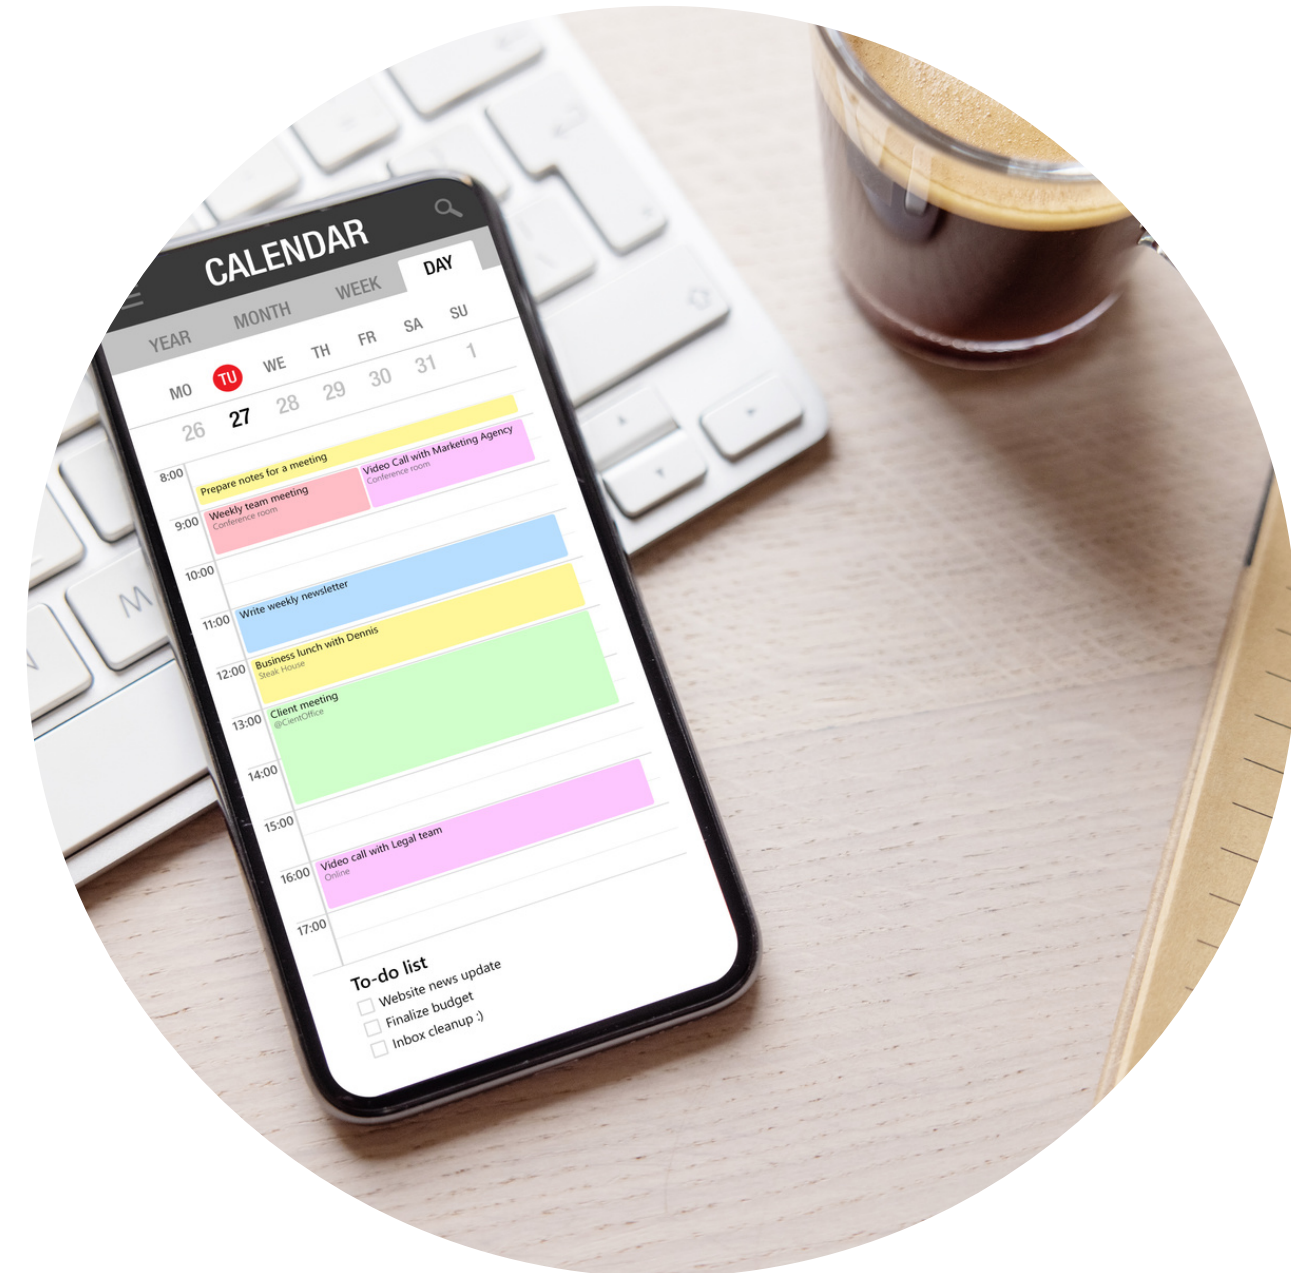 CALENDAR
YEAR MONTH WEEK DAY
MO TU WE TH FR SA SU
26 27 28 29 30 31 1
8:00
Prepare notes for a meeting
9:00
Weekly team meeting
Conference room
Video Call with Marketing Agency
Conference room
10:00
11:00
Write weekly newsletter
12:00
Business lunch with Dennis
Steak House
13:00
Client meeting
@CientOffice
14:00
15:00
16:00
Video call with Legal team
Online
17:00
To-do list
Website news update
Finalize budget
Inbox cleanup :)
M